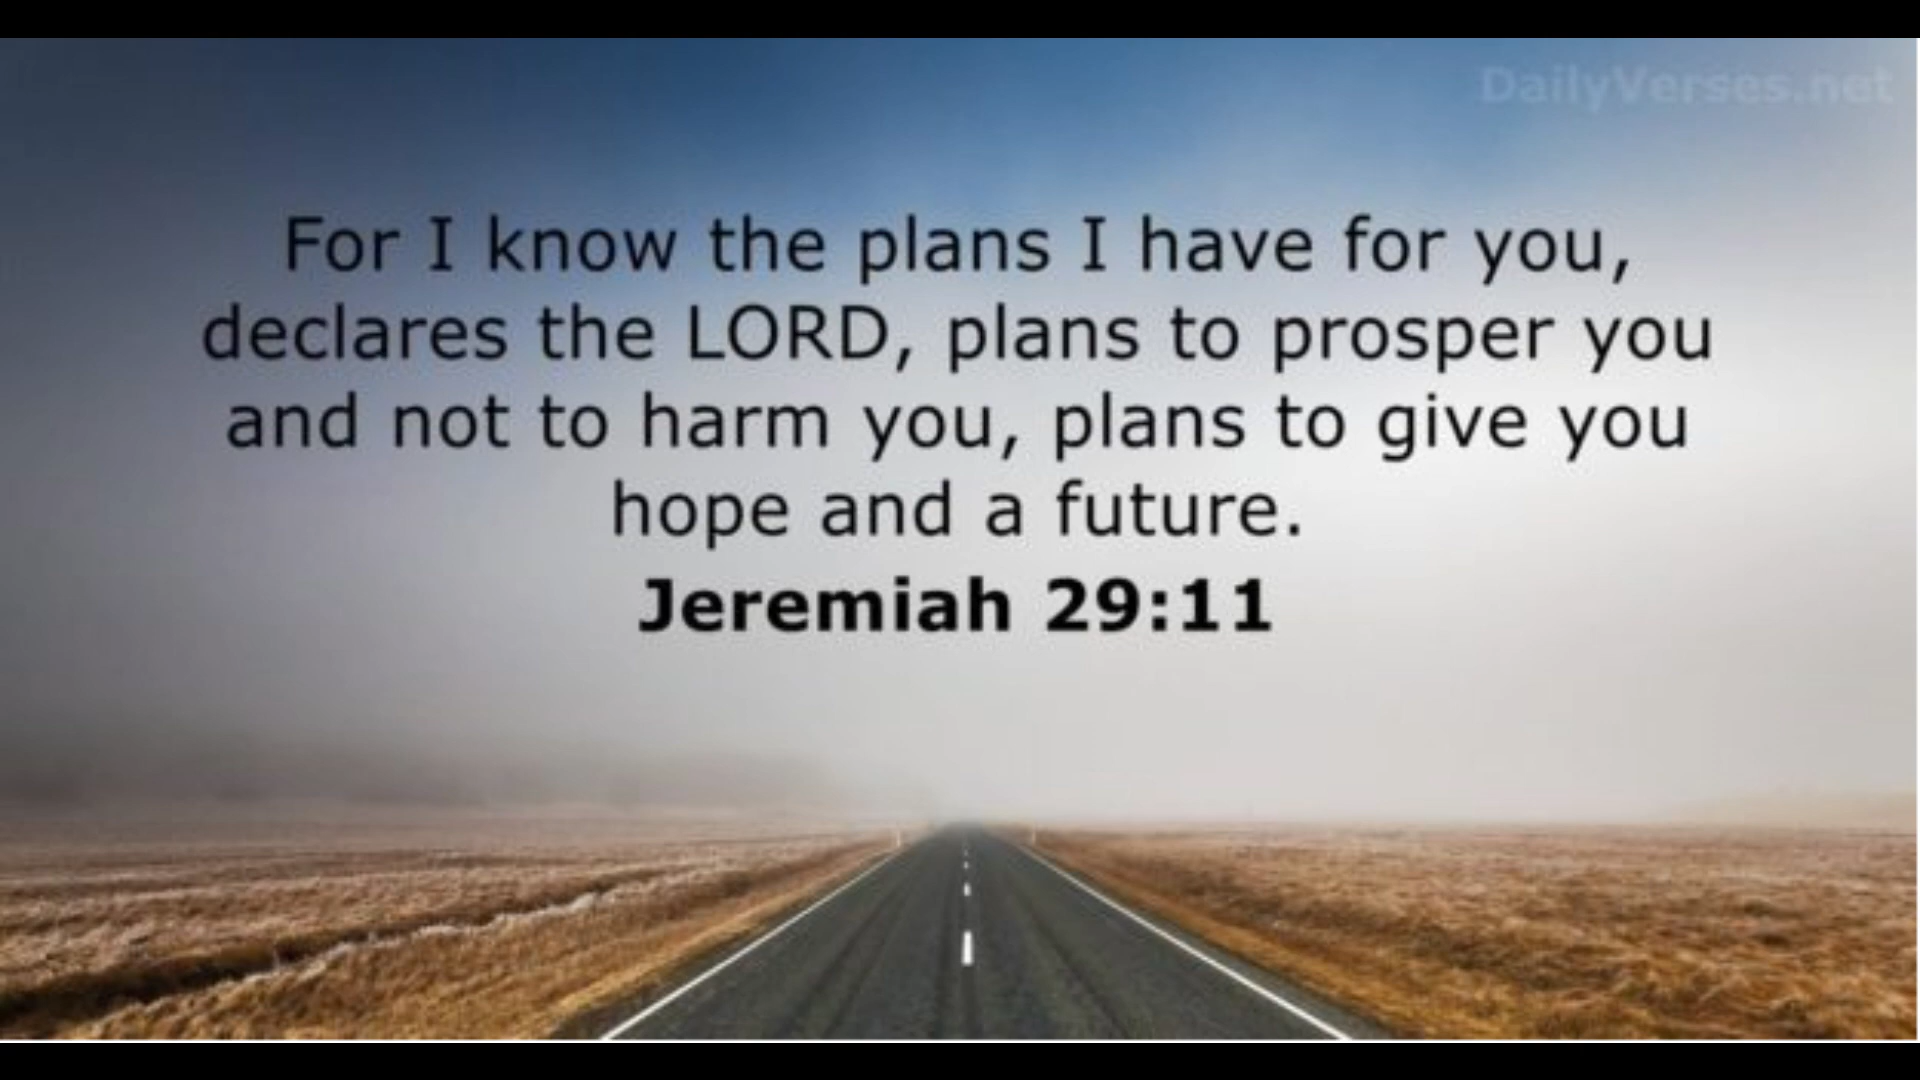 DailyVerses.net
For I know the plans I have for you,
declares the LORD, plans to prosper you
and not to harm you, plans to give you
hope and a future.
Jeremiah 29:11